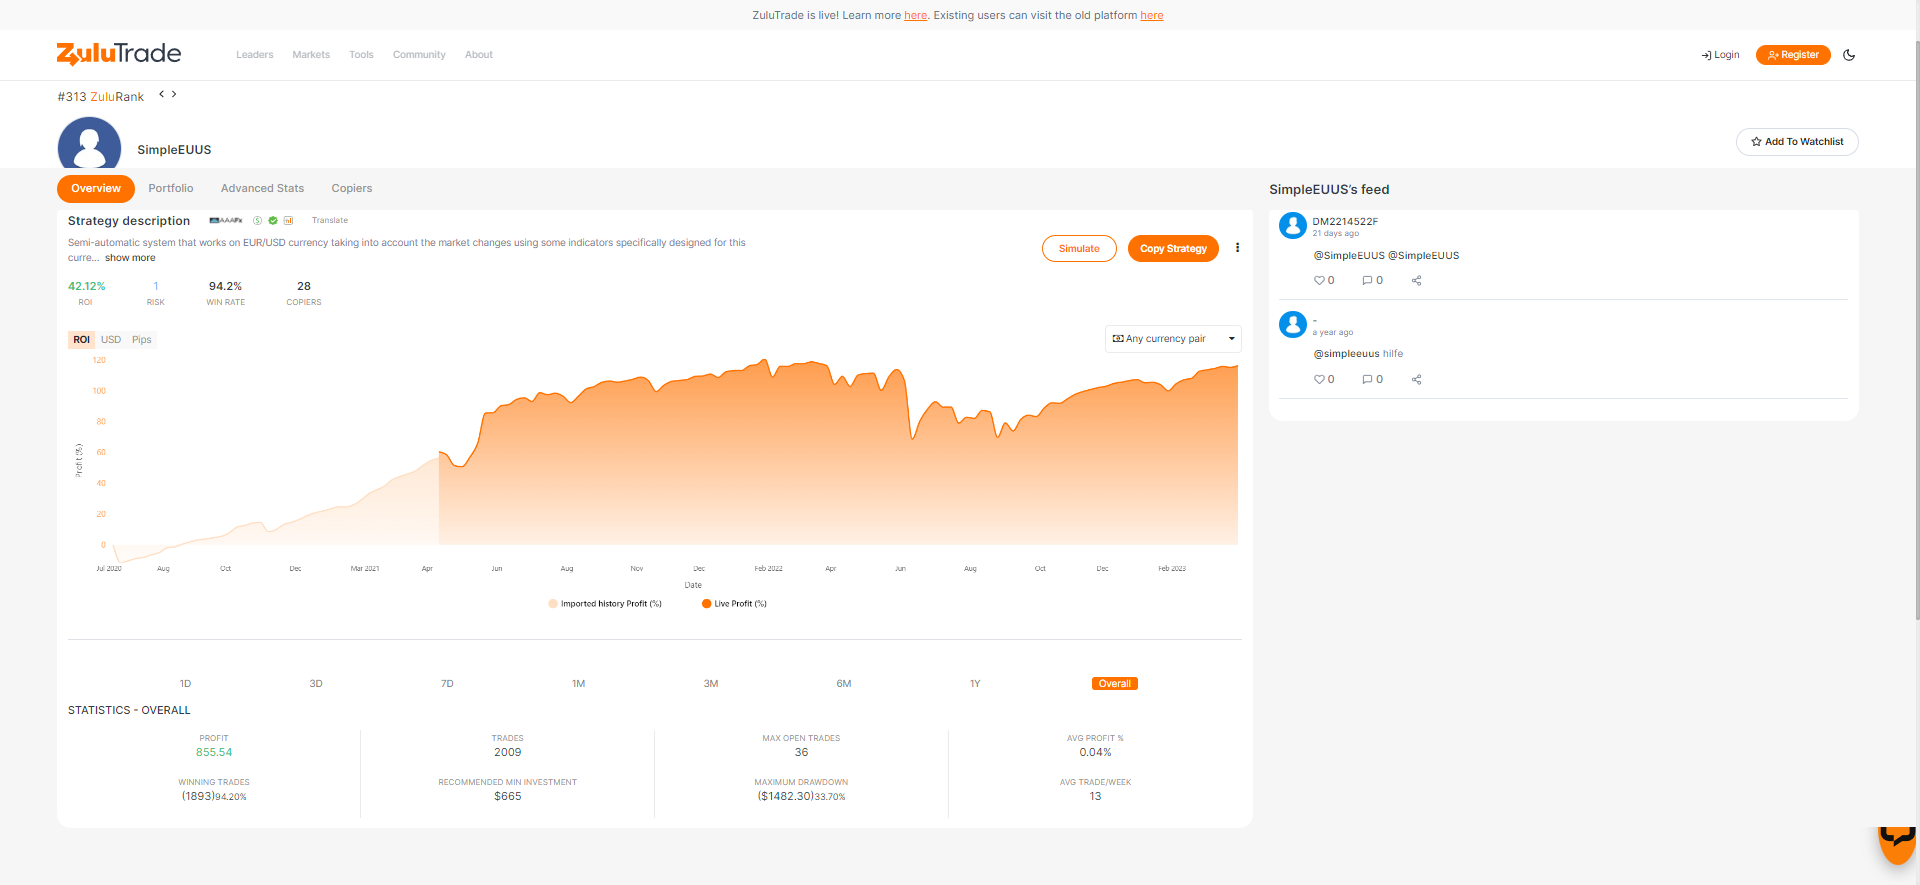 ZuluTrade is live! Learn more here. Existing users can visit the old platform here
ZuluTrade
Leaders
Markets
Tools
Community
About
Login
Register
#313 ZuluRank
SimpleEUUS
Add To Watchlist
Overview
Portfolio
Advanced Stats
Copiers
Strategy description
AAAFx
Translate
Semi-automatic system that works on EUR/USD currency taking into account the market changes using some indicators specifically designed for this
curre... show more
Simulate
Copy Strategy
42.12%
ROI
1
RISK
94.2%
WIN RATE
28
COPIERS
ROI
USD
Pips
Any currency pair
Profit (%)
120
100
80
60
40
20
0
Jul 2020
Aug
Oct
Dec
Mar 2021
Apr
Jun
Aug
Nov
Dec
Feb 2022
Apr
Jun
Aug
Oct
Dec
Feb 2023
Date
Imported history Profit (%)
Live Profit (%)
1D
3D
7D
1M
3M
6M
1Y
Overall
STATISTICS - OVERALL
PROFIT
855.54
TRADES
2009
MAX OPEN TRADES
36
AVG PROFIT %
0.04%
WINNING TRADES
(1893)94.20%
RECOMMENDED MIN INVESTMENT
$665
MAXIMUM DRAWDOWN
($1482.30)33.70%
AVG TRADE/WEEK
13
SimpleEUUS's feed
DM2214522F
21 days ago
@SimpleEUUS @SimpleEUUS
0
0
-
a year ago
@simpleeuus hilfe
0
0